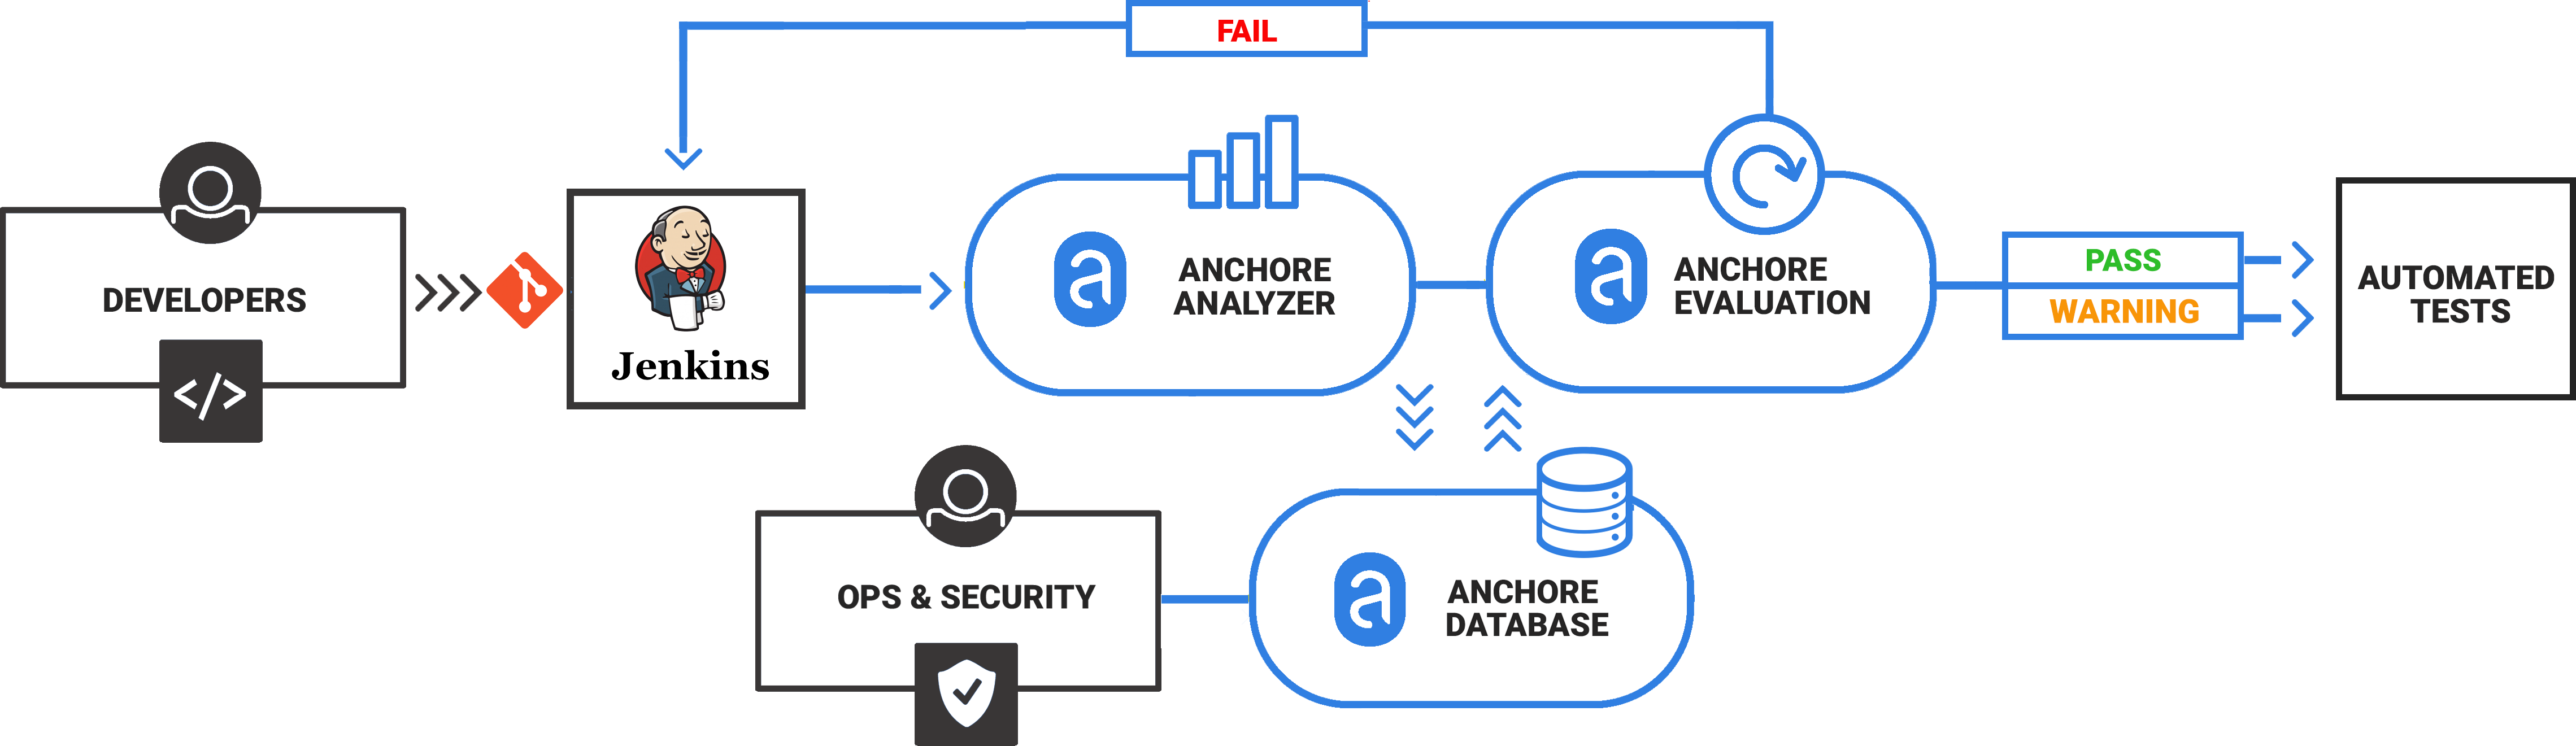 FAIL
DEVELOPERS
</>
Jenkins
ANCHORE
ANALYZER
ANCHORE
EVALUATION
PASS
WARNING
AUTOMATED
TESTS
OPS & SECURITY
ANCHORE
DATABASE